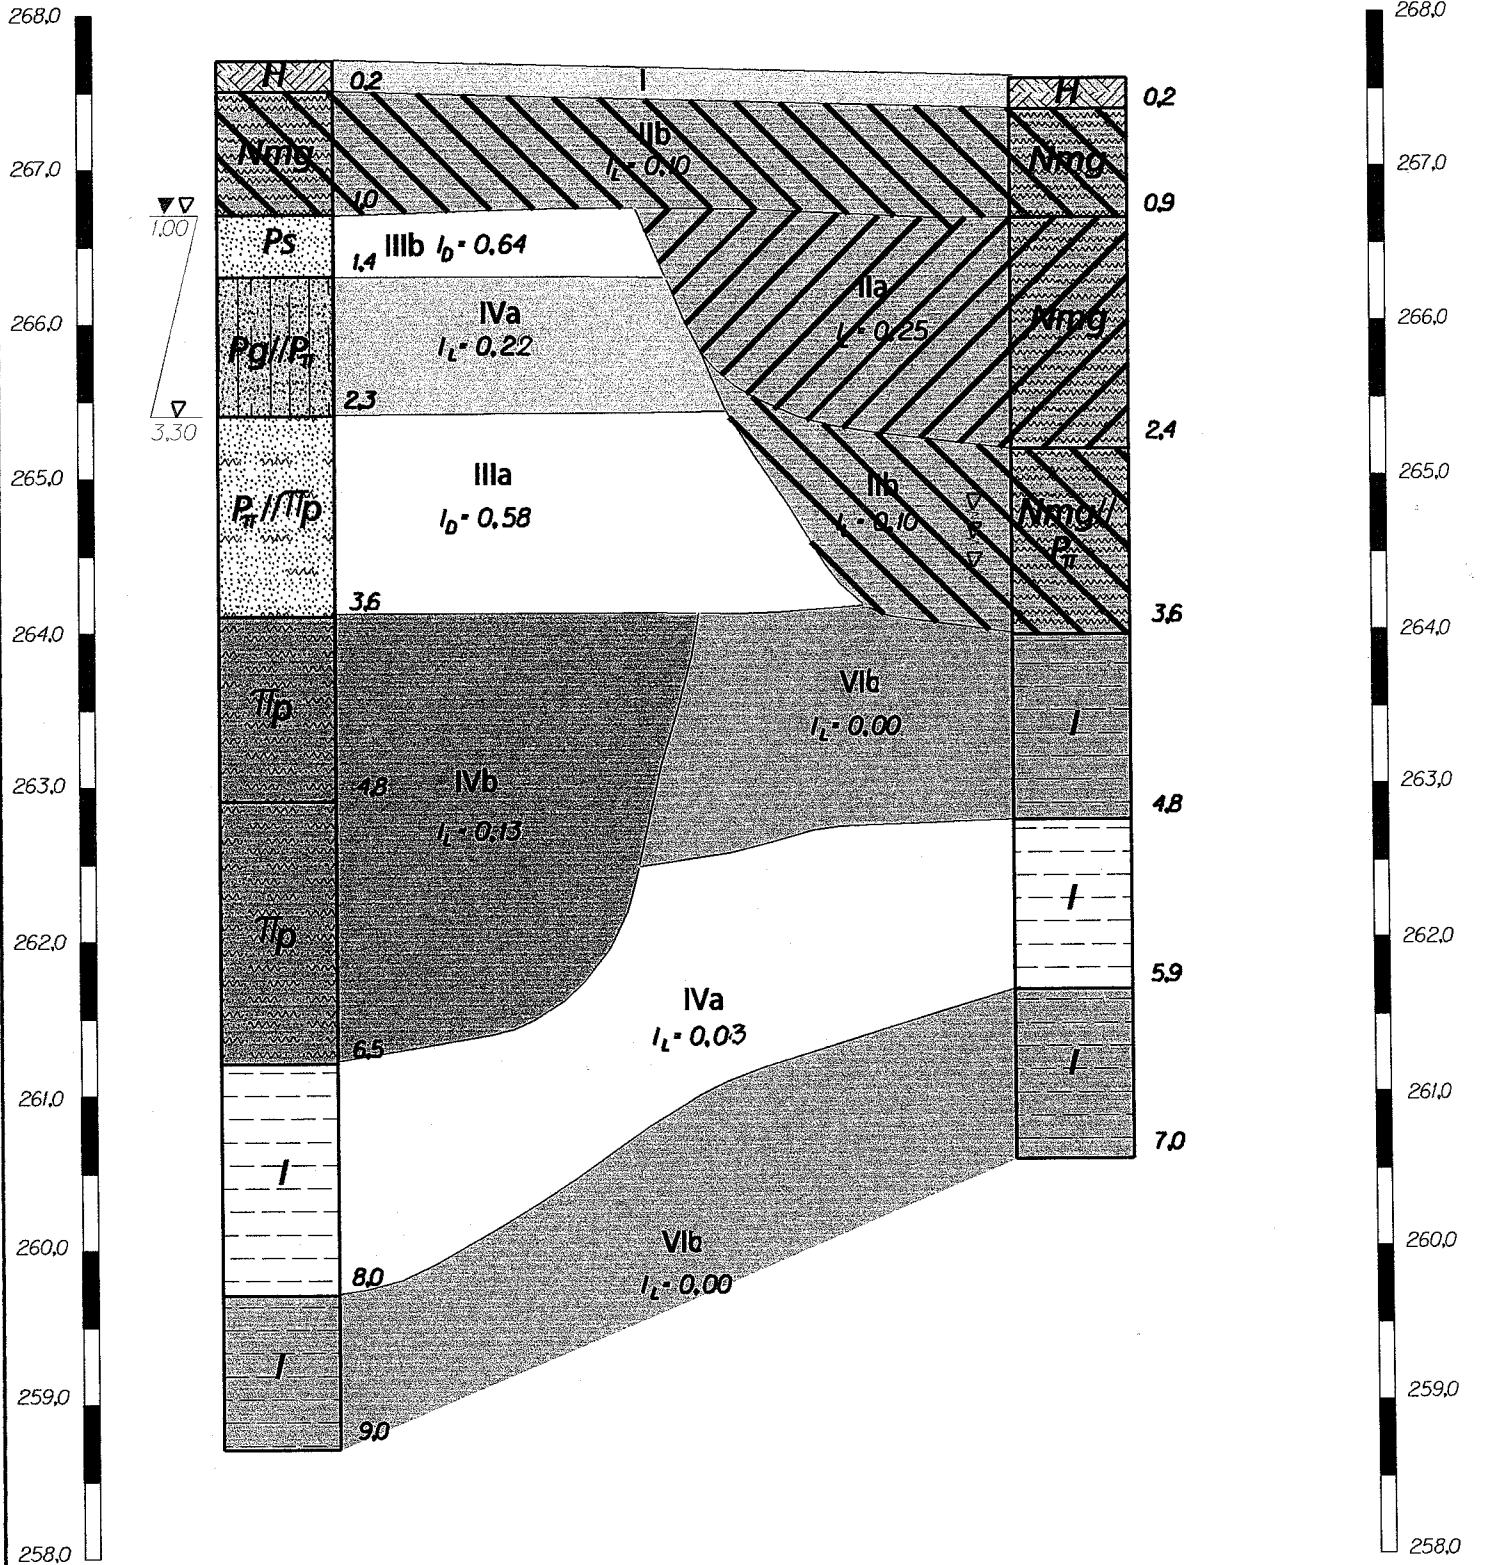 268,0
268,0
H
0,2
I
H
0,2
IIb
I_L = 0,10
Nmg
Nmg
267,0
267,0
1,0
0,9
1.00
Ps
IIIb I_D = 0,64
1,4
IIa
I_L = 0,25
IVa
I_L = 0,22
266,0
266,0
Nmg
Pg//Pπ
2,3
3.30
2,4
265,0
265,0
IIIa
I_D = 0,58
IIb
I_L = 0,10
Pπ//πp
Nmg//
Pπ
3,6
3,6
264,0
264,0
πp
VIb
I_L = 0,00
I
263,0
263,0
4,8
IVb
I_L = 0,13
4,8
I
πp
262,0
262,0
5,9
IVa
I_L = 0,03
6,5
I
261,0
261,0
7,0
I
VIb
I_L = 0,00
260,0
260,0
8,0
I
259,0
259,0
9,0
258,0
258,0